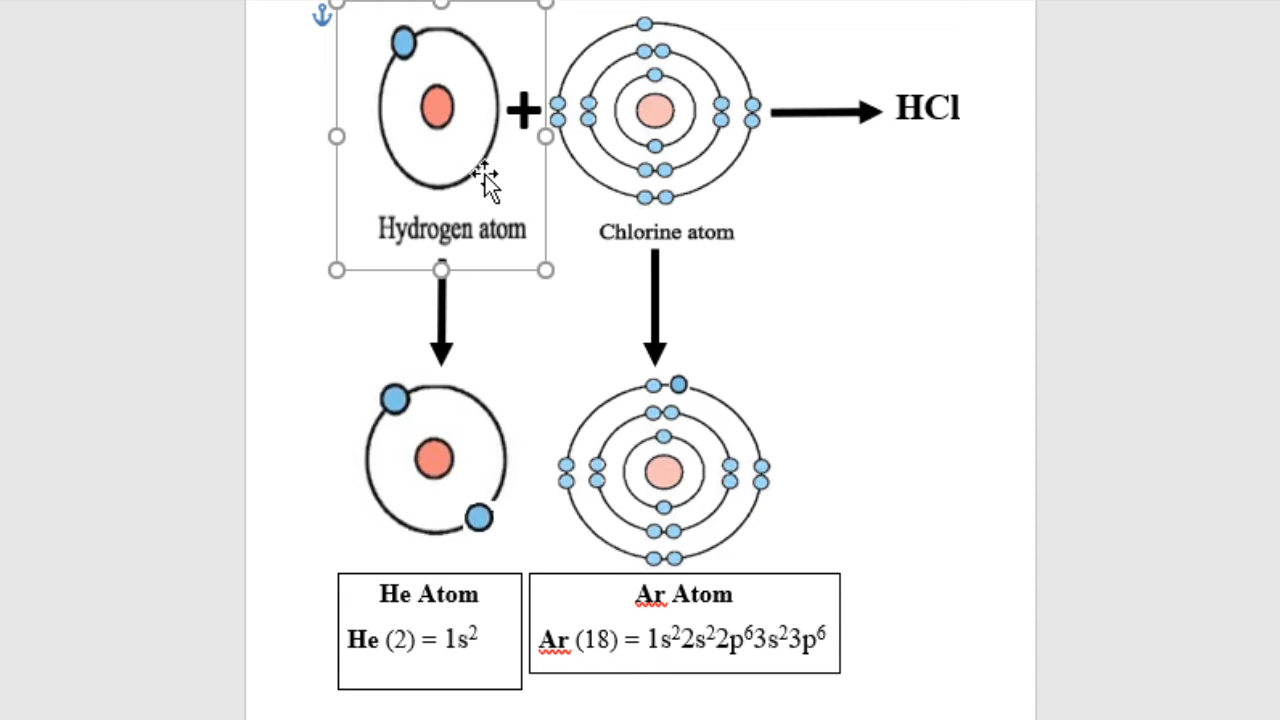 + HCl
Hydrogen atom
Chlorine atom
He Atom
He (2) = 1s²
Ar Atom
Ar (18) = 1s²2s²2p⁶3s²3p⁶